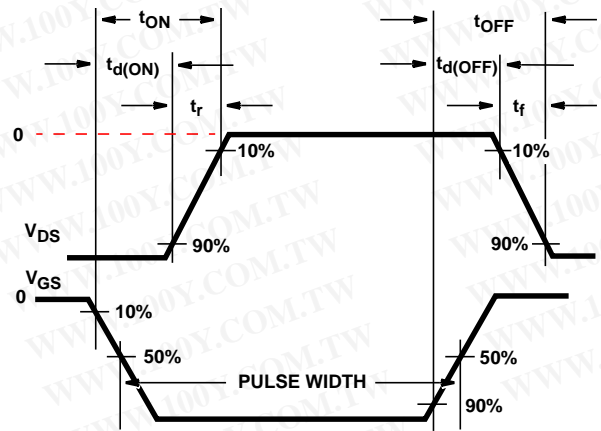 tON
tOFF
td(ON)
td(OFF)
tr
tf
0
10%
10%
VDS
90%
90%
VGS
0
10%
50%
50%
PULSE WIDTH
90%
WWW.100Y.COM.TW